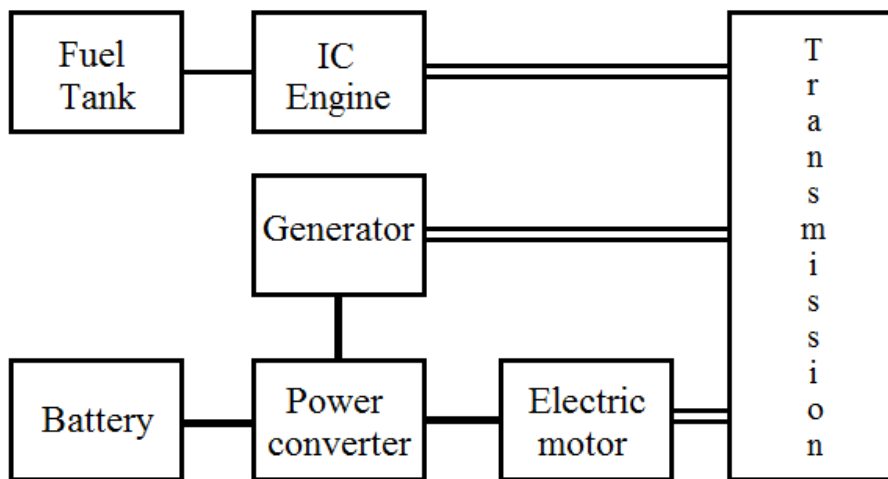 Fuel
Tank
IC
Engine
T
r
a
n
s
m
i
s
s
i
o
n
Generator
Battery
Power
converter
Electric
motor